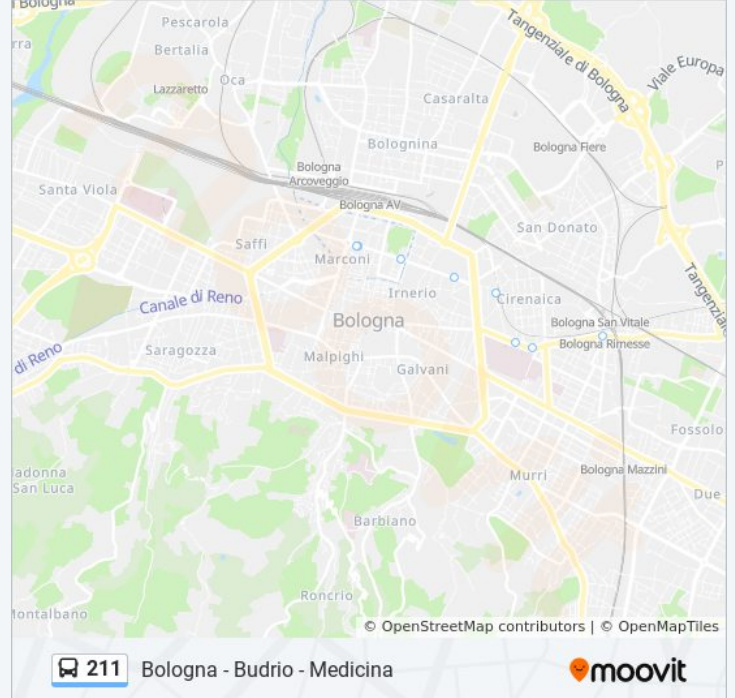 i Bologna
Pescarola
Tangenziale di Bologna
rra
Bertalia
Viale Europa
Oca
Lazzaretto
Casaralta
Bolognina
Bologna Fiere
Bologna
Arcoveggio
P
Santa Viola
Bologna AV
San Donato
Saffi
Marconi
Tangenziale
Irnerio
Cirenaica
Canale di Reno
Bologna
Bologna San Vitale
Bologna Rimesse
di Reno
Saragozza
Malpighi
Galvani
Fossolo
adonna
San Luca
Murri
Bologna Mazzini
Due
Barbiano
Roncrio
Montalbano
© OpenStreetMap contributors | © OpenMapTiles
211 Bologna - Budrio - Medicina
moovit